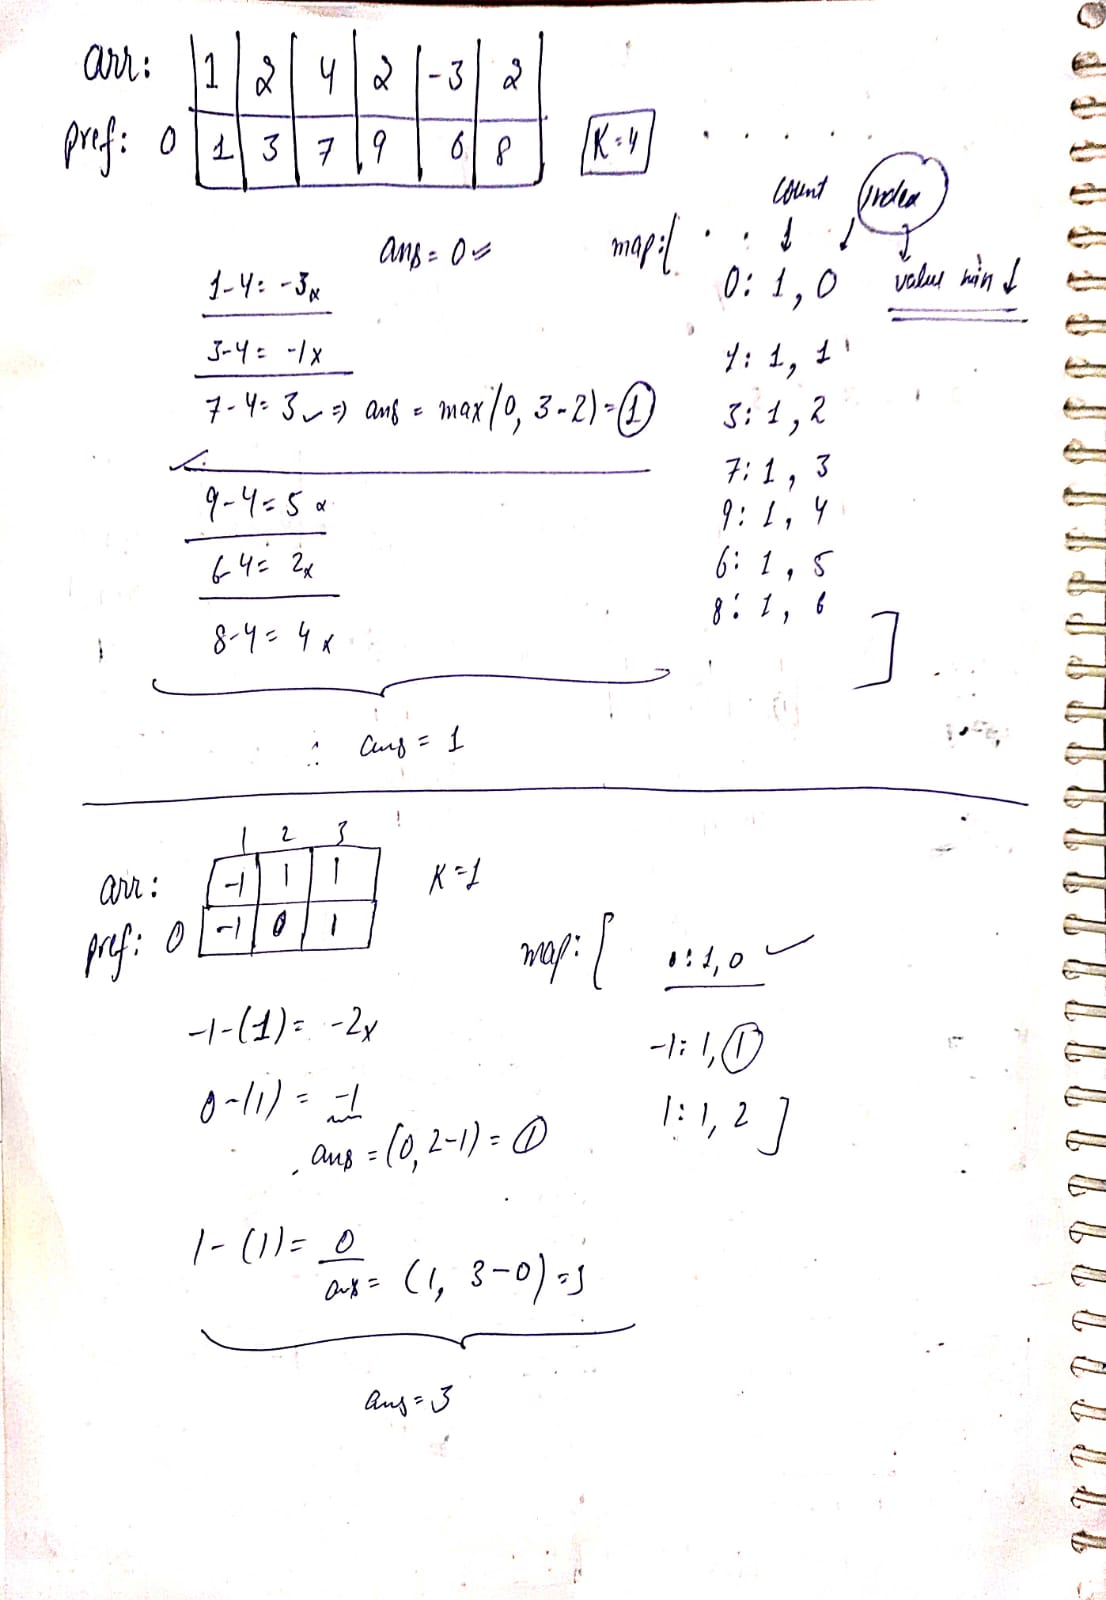 arr: 1 2 4 2 -3 2
pref: 0 1 3 7 9 6 8 K=4
count index
ans = 0
map:[
0: 1, 0 value min ↓
1-4= -3x
3-4= -1x
1: 1, 1
7-4= 3 ✓ ⇒ ans = max(0, 3-2)=1
3: 1, 2
7: 1, 3
9-4=5x
9: 1, 4
6-4= 2x
6: 1, 5
8: 1, 6 ]
8-4= 4x
∴ ans = 1
1 2 3
arr: -1 1 1 K=1
pref: 0 -1 0 1
map:[ 0:1,0 ✓
-1-(1)= -2x
-1: 1,1
0-(1) = -1
1: 1, 2 ]
ans = (0, 2-1) = 1
1-(1)= 0
ans = (1, 3-0)=3
ans = 3